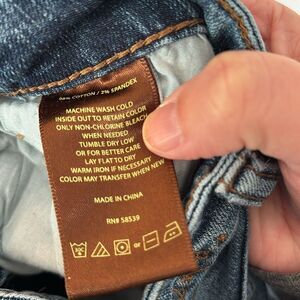 98% COTTON / 2% SPANDEX
MACHINE WASH COLD
INSIDE OUT TO RETAIN COLOR
ONLY NON-CHLORINE BLEACH
WHEN NEEDED
TUMBLE DRY LOW
OR FOR BETTER CARE
LAY FLAT TO DRY
WARM IRON IF NECESSARY
COLOR MAY TRANSFER WHEN NEW
MADE IN CHINA
RN# 58539
or